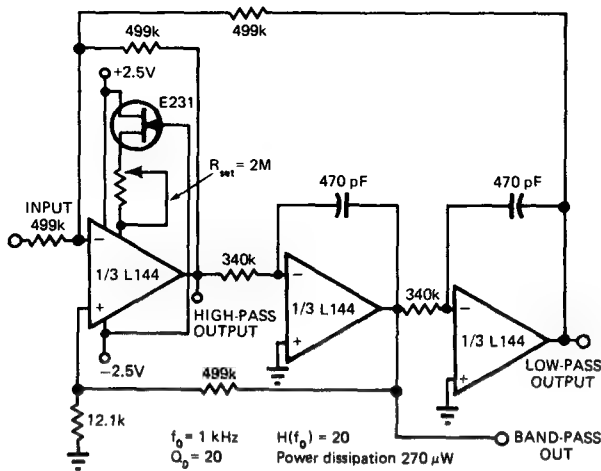 499k
499k
+2.5V
E231
R_set = 2M
470 pF
470 pF
INPUT
499k
−
1/3 L144
+
340k
−
1/3 L144
+
340k
−
1/3 L144
+
HIGH-PASS
OUTPUT
LOW-PASS
OUTPUT
−2.5V
499k
12.1k
f₀ = 1 kHz H(f₀) = 20
Q₀ = 20 Power dissipation 270 μW
BAND-PASS
OUT